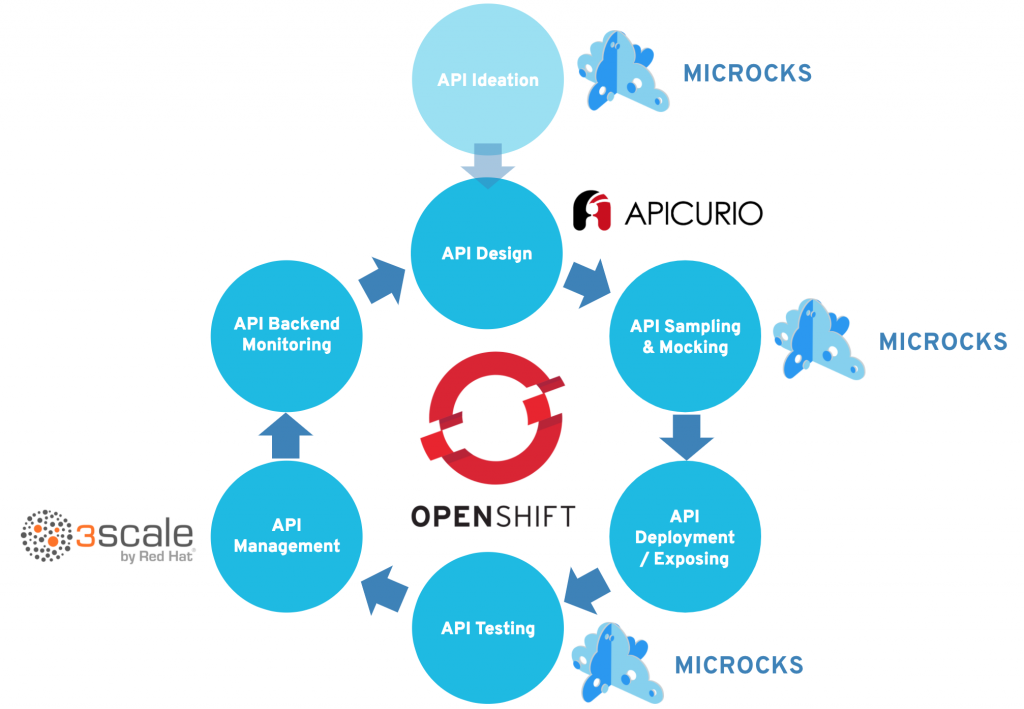 API Ideation
MICROCKS
API Design
APICURIO
API Backend
Monitoring
API Sampling
& Mocking
MICROCKS
OPENSHIFT
API
Management
3scale
by Red Hat®
API
Deployment
/ Exposing
API Testing
MICROCKS